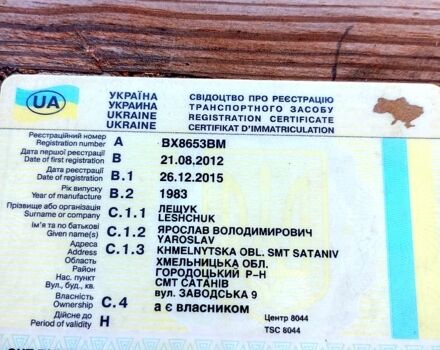 UA
УКРАЇНА СВІДОЦТВО ПРО РЕЄСТРАЦІЮ
УКРАИНА ТРАНСПОРТНОГО ЗАСОБУ
UKRAINE REGISTRATION CERTIFICATE
UKRAINE CERTIFIKAT D'IMMATRICULATION
Реєстраційний номер
Registration number A BX8653BM
Дата першої реєстрації
Date of first registration B 21.08.2012
Дата реєстрації
Date of registration B.1 26.12.2015
Рік випуску
Year of manufacture B.2 1983
Прізвище або організація C.1.1 ЛЕЩУК
Surname or company LESHCHUK
Ім'я та по батькові C.1.2 ЯРОСЛАВ ВОЛОДИМИРОВИЧ
Given name(s) YAROSLAV
Адреса C.1.3 KHMELNYTSKA OBL. SMT SATANIV
Address
Область ХМЕЛЬНИЦЬКА ОБЛ.
Район ГОРОДОЦЬКИЙ Р-Н
Нас. пункт СМТ САТАНІВ
Вул., буд., кв. вул. ЗАВОДСЬКА 9
Власність
Ownership C.4 а є власником
Дійсне до
Period of validity H
Центр 8044
TSC 8044